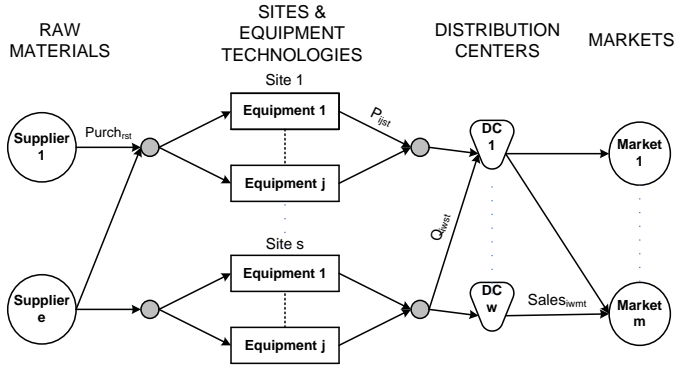 RAW
MATERIALS
SITES &
EQUIPMENT
TECHNOLOGIES
DISTRIBUTION
CENTERS
MARKETS
Site 1
Supplier
1
Purch_rst
Equipment 1
P_ijst
DC
1
Market
1
Equipment j
Site s
Q_iwst
Supplier
e
Equipment 1
DC
w
Sales_iwmt
Market
m
Equipment j